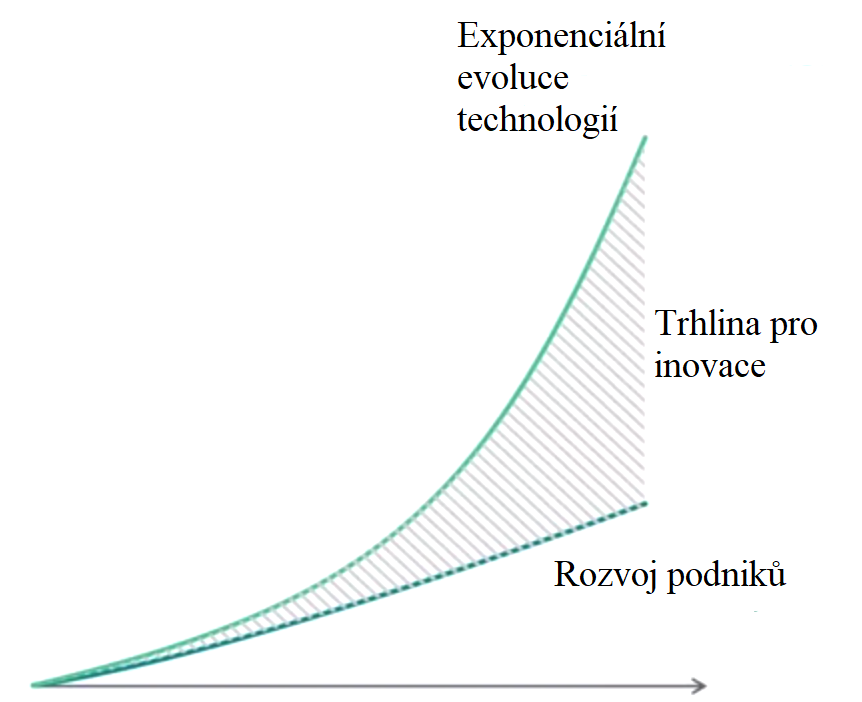 Exponenciální
evoluce
technologií
Trhlina pro
inovace
Rozvoj podniků